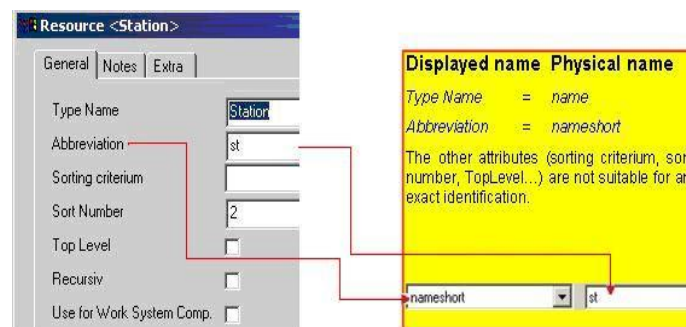 Resource <Station>
General Notes Extra
Type Name Station
Abbreviation st
Sorting criterium
Sort Number 2
Top Level
Recursiv
Use for Work System Comp.
Displayed name Physical name
Type Name = name
Abbreviation = nameshort
The other attributes (sorting criterium,
number, TopLevel...) are not suitable for
exact identification.
nameshort st